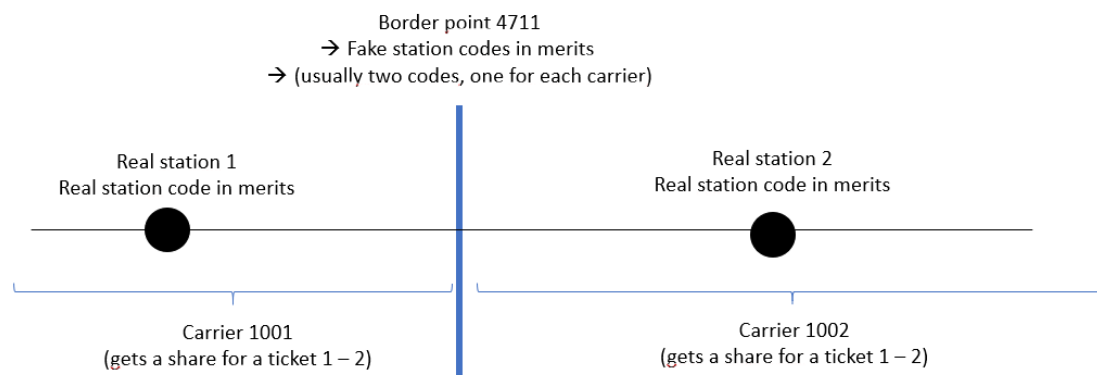 Border point 4711
→ Fake station codes in merits
→ (usually two codes, one for each carrier)
Real station 1
Real station code in merits
Real station 2
Real station code in merits
Carrier 1001
(gets a share for a ticket 1 – 2)
Carrier 1002
(gets a share for a ticket 1 – 2)